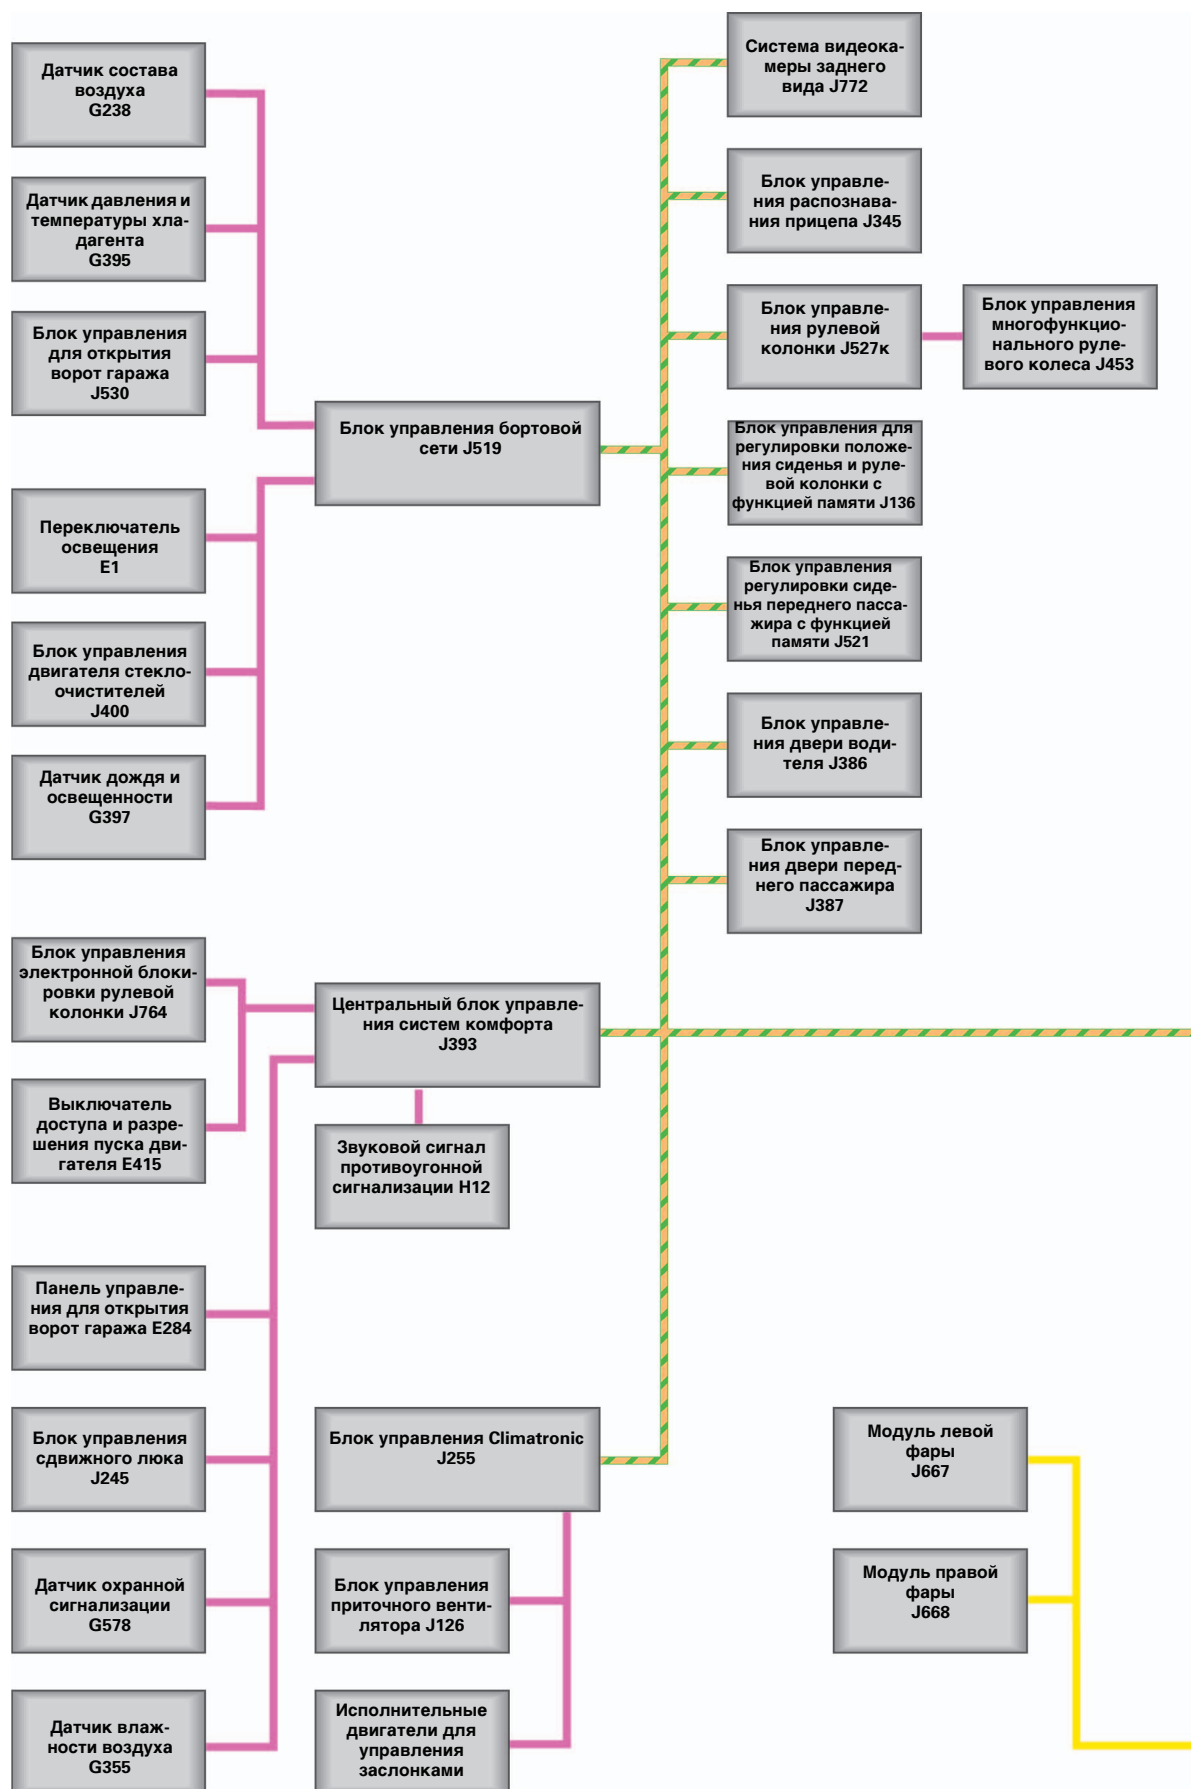 Датчик состава
воздуха
G238
Датчик давления и
температуры хла-
дагента
G395
Блок управления
для открытия
ворот гаража
J530
Переключатель
освещения
E1
Блок управления
двигателя стекло-
очистителей
J400
Датчик дождя и
освещенности
G397
Блок управления бортовой
сети J519
Система видеока-
меры заднего
вида J772
Блок управле-
ния распознава-
ния прицепа J345
Блок управле-
ния рулевой
колонки J527к
Блок управления
многофункцио-
нального руле-
вого колеса J453
Блок управления для
регулировки положе-
ния сиденья и руле-
вой колонки с
функцией памяти J136
Блок управления
регулировки сиде-
нья переднего пасса-
жира с функцией
памяти J521
Блок управле-
ния двери води-
теля J386
Блок управле-
ния двери перед-
него пассажира
J387
Блок управления
электронной блоки-
ровки рулевой
колонки J764
Выключатель
доступа и разре-
шения пуска дви-
гателя E415
Центральный блок управле-
ния систем комфорта
J393
Звуковой сигнал
противоугонной
сигнализации H12
Панель управле-
ния для открытия
ворот гаража E284
Блок управления
сдвижного люка
J245
Датчик охранной
сигнализации
G578
Датчик влаж-
ности воздуха
G355
Блок управления Climatronic
J255
Блок управления
приточного венти-
лятора J126
Исполнительные
двигатели для
управления
заслонками
Модуль левой
фары
J667
Модуль правой
фары
J668